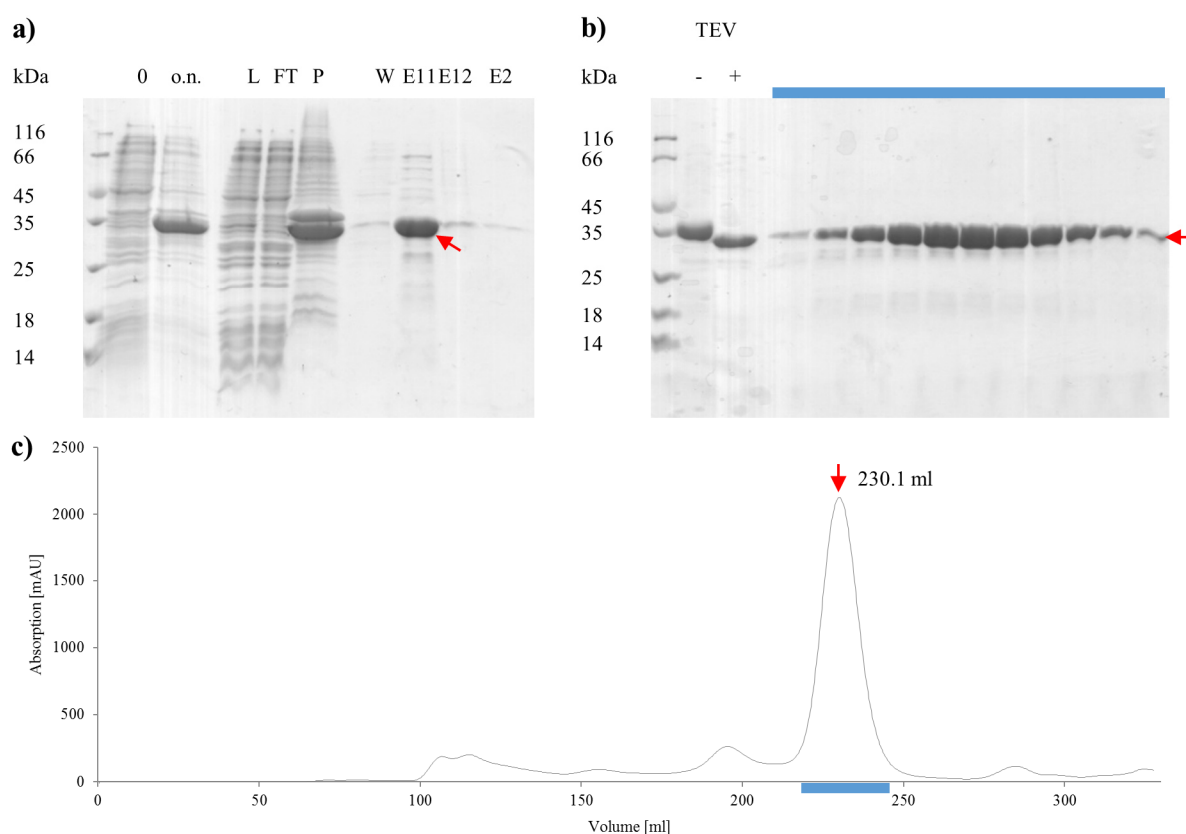 a)
kDa 0 o.n. L FT P W E11 E12 E2
116
66
45
35
25
18
14
b)
TEV
kDa - +
116
66
45
35
25
18
14
c)
2500
2000
1500
1000
500
0
Absorption [mAU]
230.1 ml
0 50 100 150 200 250 300
Volume [ml]